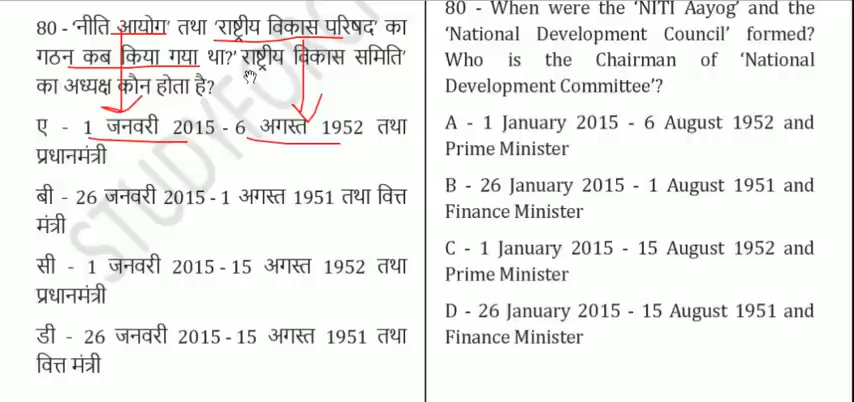 80 - 'नीति आयोग' तथा 'राष्ट्रीय विकास परिषद' का
गठन कब किया गया था?' राष्ट्रीय विकास समिति'
का अध्यक्ष कौन होता है?
ए - 1 जनवरी 2015 - 6 अगस्त 1952 तथा
प्रधानमंत्री
बी - 26 जनवरी 2015 - 1 अगस्त 1951 तथा वित्त
मंत्री
सी - 1 जनवरी 2015 - 15 अगस्त 1952 तथा
प्रधानमंत्री
डी - 26 जनवरी 2015 - 15 अगस्त 1951 तथा
वित्त मंत्री
80 - When were the 'NITI Aayog' and the
'National Development Council' formed?
Who is the Chairman of 'National
Development Committee'?
A - 1 January 2015 - 6 August 1952 and
Prime Minister
B - 26 January 2015 - 1 August 1951 and
Finance Minister
C - 1 January 2015 - 15 August 1952 and
Prime Minister
D - 26 January 2015 - 15 August 1951 and
Finance Minister